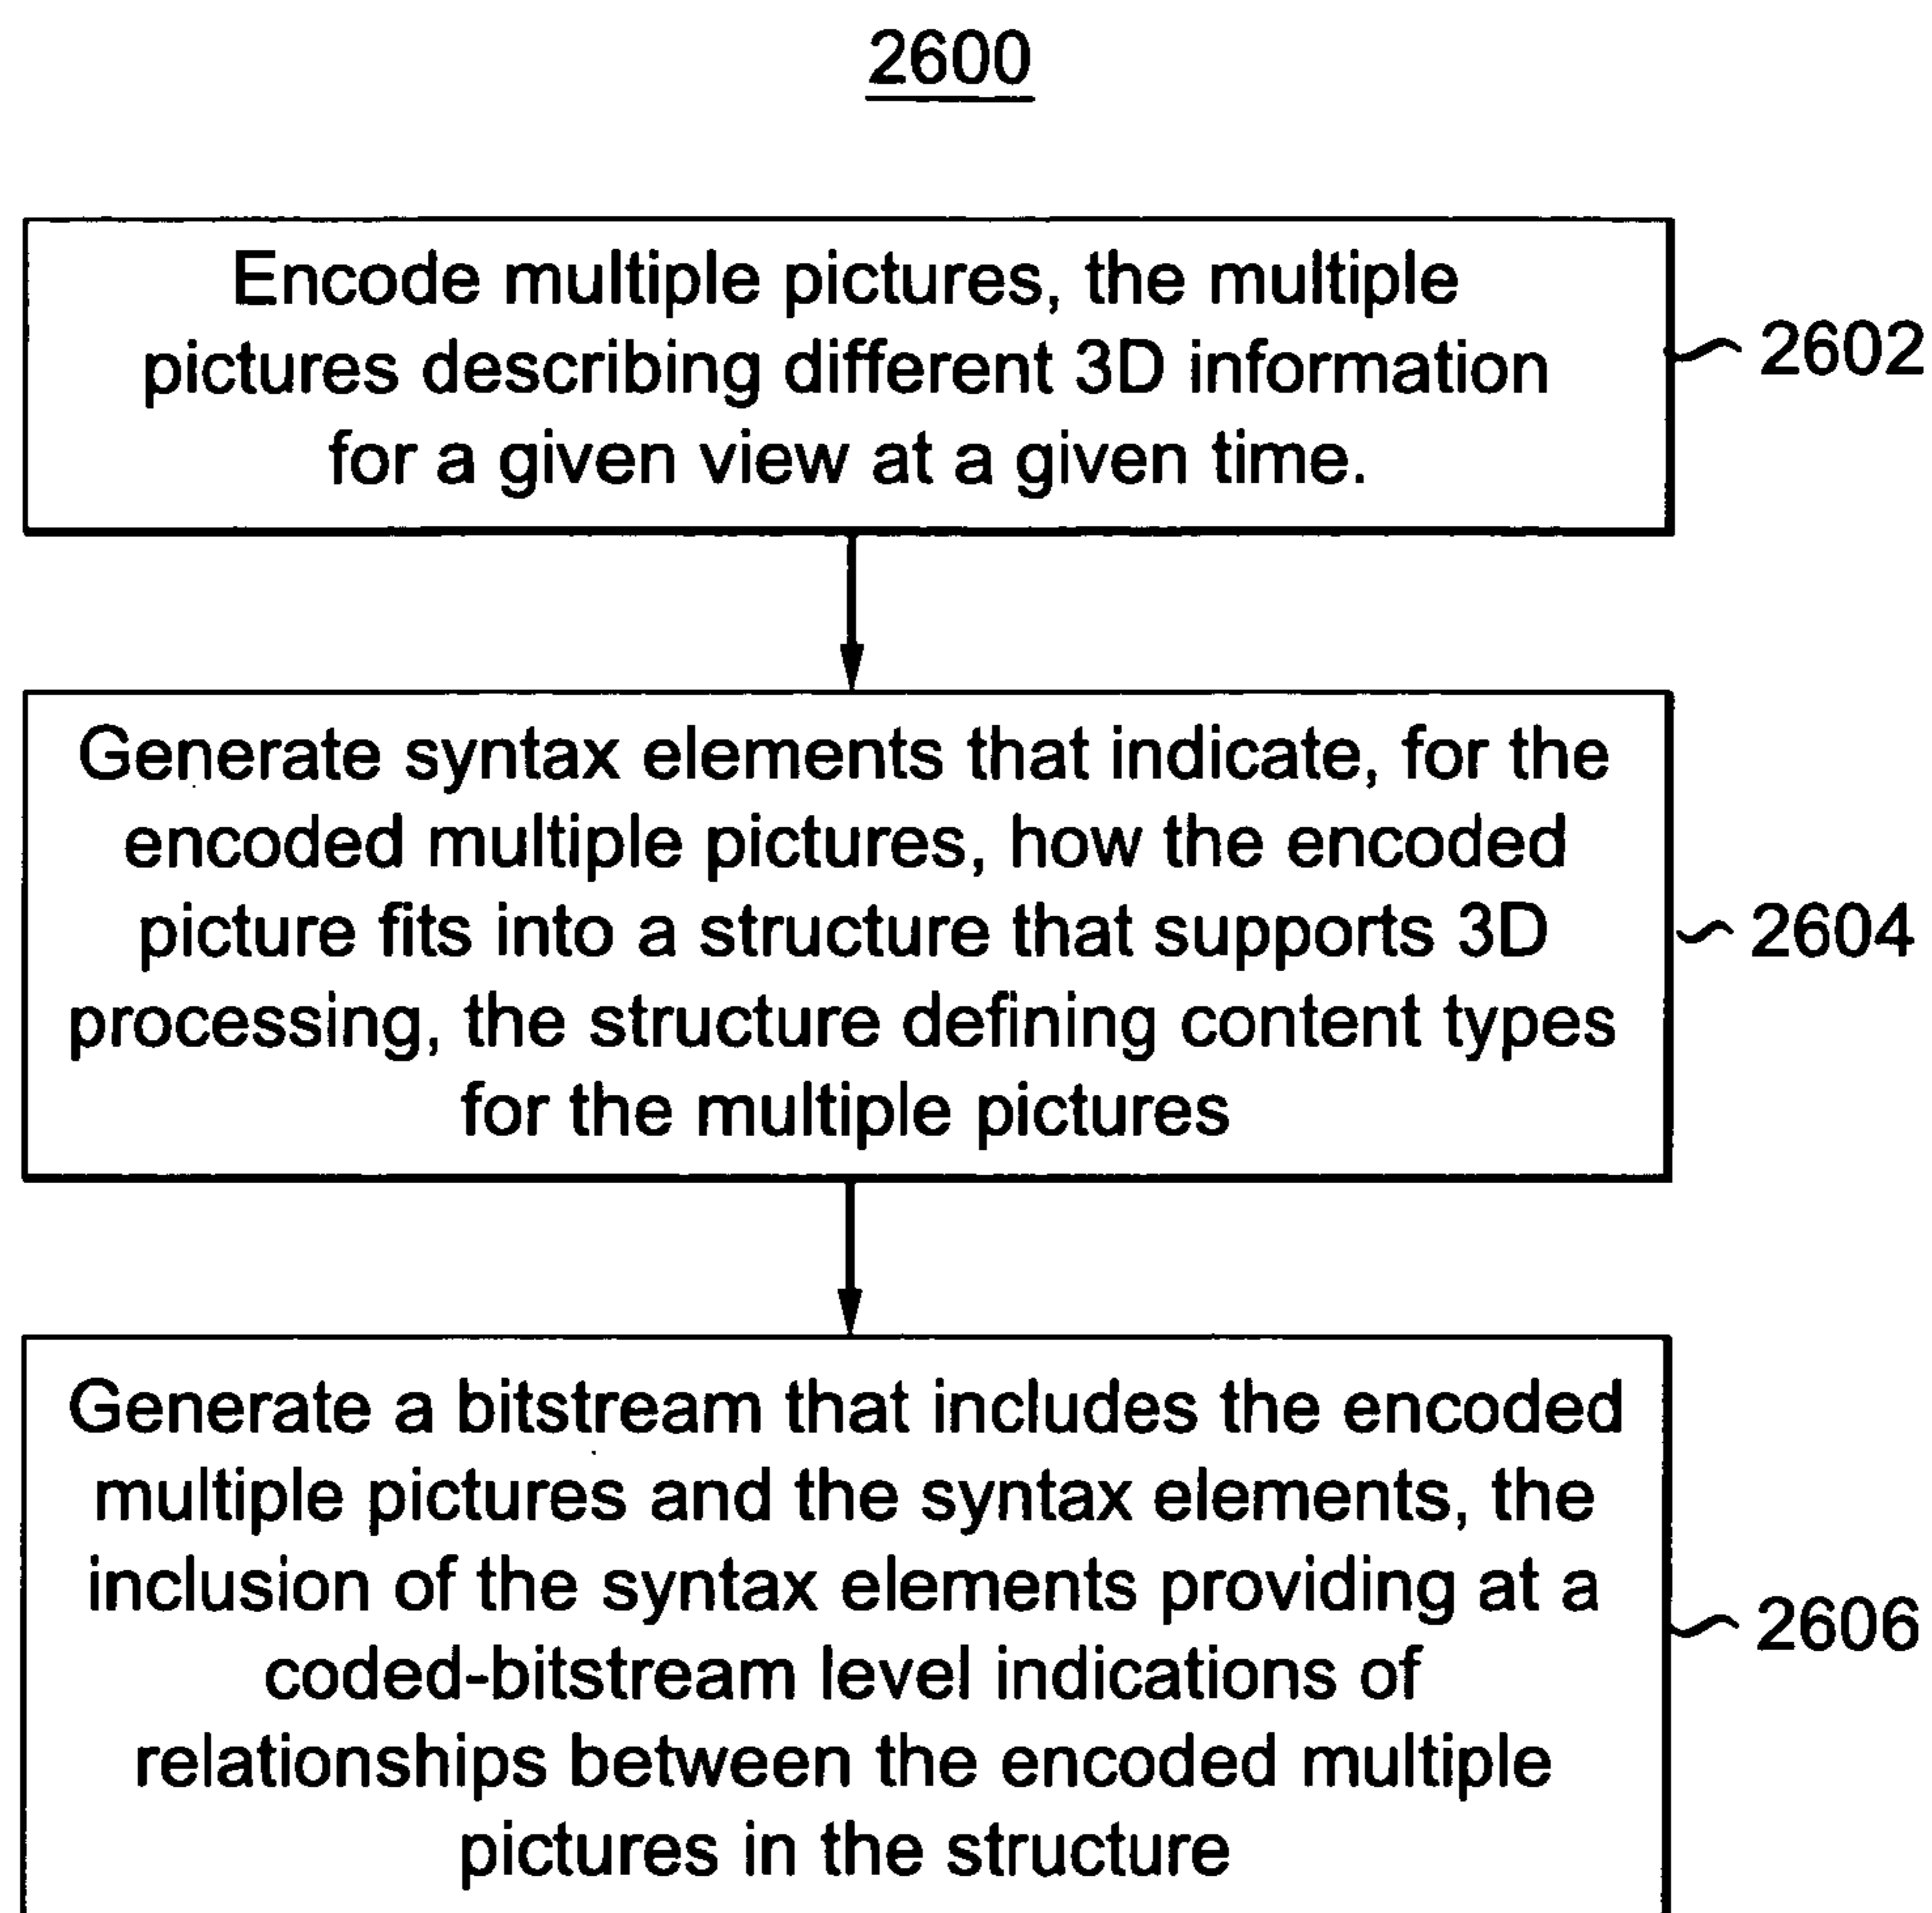 2600
Encode multiple pictures, the multiple
pictures describing different 3D information
for a given view at a given time.
2602
Generate syntax elements that indicate, for the
encoded multiple pictures, how the encoded
picture fits into a structure that supports 3D
processing, the structure defining content types
for the multiple pictures
2604
Generate a bitstream that includes the encoded
multiple pictures and the syntax elements, the
inclusion of the syntax elements providing at a
coded-bitstream level indications of
relationships between the encoded multiple
pictures in the structure
2606